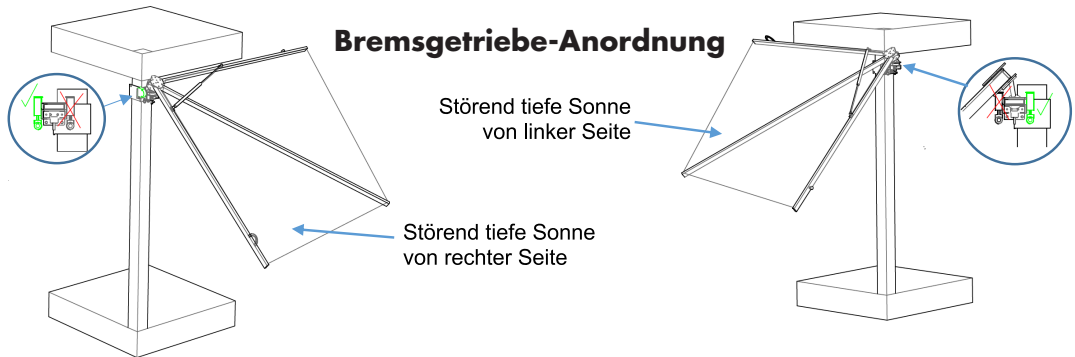 Bremsgetriebe-Anordnung
Störend tiefe Sonne
von linker Seite
Störend tiefe Sonne
von rechter Seite